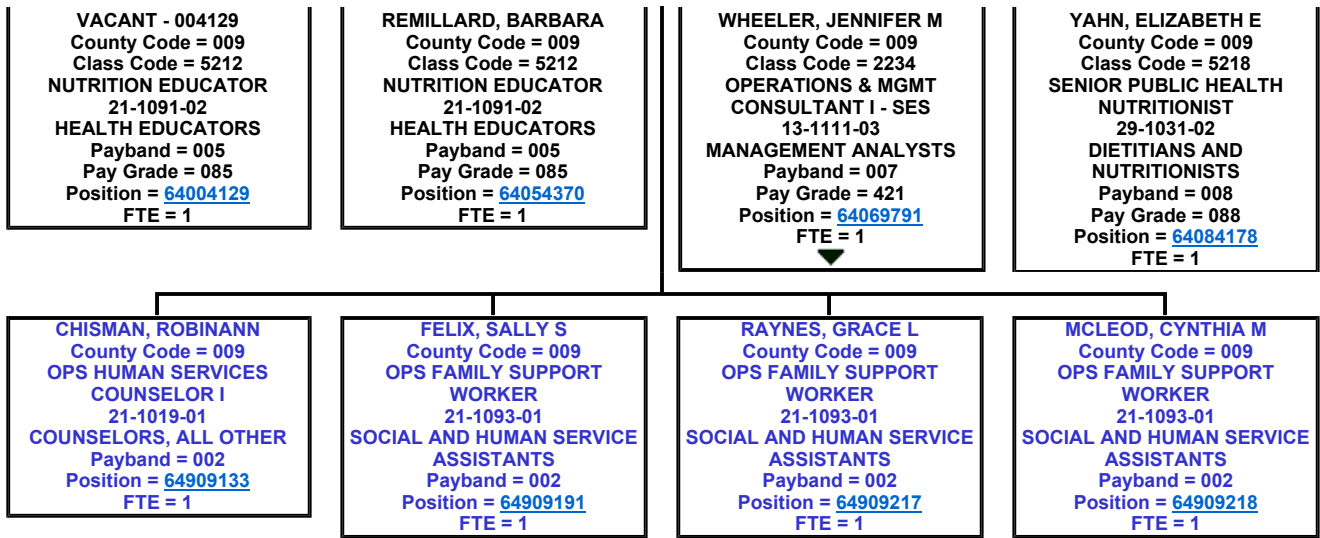 VACANT - 004129
County Code = 009
Class Code = 5212
NUTRITION EDUCATOR
21-1091-02
HEALTH EDUCATORS
Payband = 005
Pay Grade = 085
Position = 64004129
FTE = 1
REMILLARD, BARBARA
County Code = 009
Class Code = 5212
NUTRITION EDUCATOR
21-1091-02
HEALTH EDUCATORS
Payband = 005
Pay Grade = 085
Position = 64054370
FTE = 1
WHEELER, JENNIFER M
County Code = 009
Class Code = 2234
OPERATIONS & MGMT
CONSULTANT I - SES
13-1111-03
MANAGEMENT ANALYSTS
Payband = 007
Pay Grade = 421
Position = 64069791
FTE = 1
YAHN, ELIZABETH E
County Code = 009
Class Code = 5218
SENIOR PUBLIC HEALTH
NUTRITIONIST
29-1031-02
DIETITIANS AND
NUTRITIONISTS
Payband = 008
Pay Grade = 088
Position = 64084178
FTE = 1
CHISMAN, ROBINANN
County Code = 009
OPS HUMAN SERVICES
COUNSELOR I
21-1019-01
COUNSELORS, ALL OTHER
Payband = 002
Position = 64909133
FTE = 1
FELIX, SALLY S
County Code = 009
OPS FAMILY SUPPORT
WORKER
21-1093-01
SOCIAL AND HUMAN SERVICE
ASSISTANTS
Payband = 002
Position = 64909191
FTE = 1
RAYNES, GRACE L
County Code = 009
OPS FAMILY SUPPORT
WORKER
21-1093-01
SOCIAL AND HUMAN SERVICE
ASSISTANTS
Payband = 002
Position = 64909217
FTE = 1
MCLEOD, CYNTHIA M
County Code = 009
OPS FAMILY SUPPORT
WORKER
21-1093-01
SOCIAL AND HUMAN SERVICE
ASSISTANTS
Payband = 002
Position = 64909218
FTE = 1